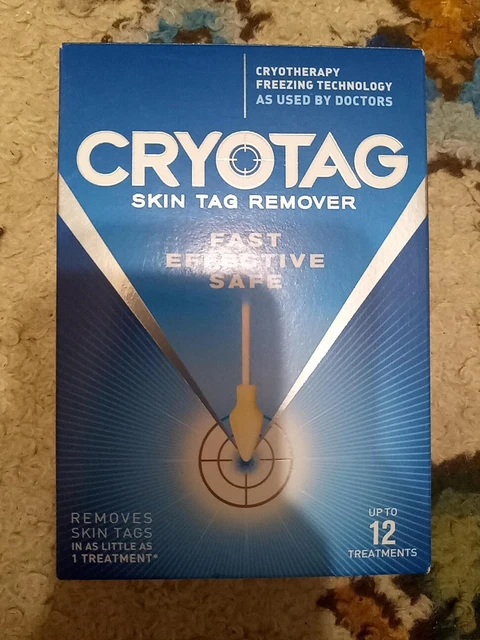 CRYOTHERAPY
FREEZING TECHNOLOGY
AS USED BY DOCTORS
CRYOTAG
SKIN TAG REMOVER
FAST
EFFECTIVE
SAFE
REMOVES
SKIN TAGS
IN AS LITTLE AS
1 TREATMENT*
UP TO
12
TREATMENTS